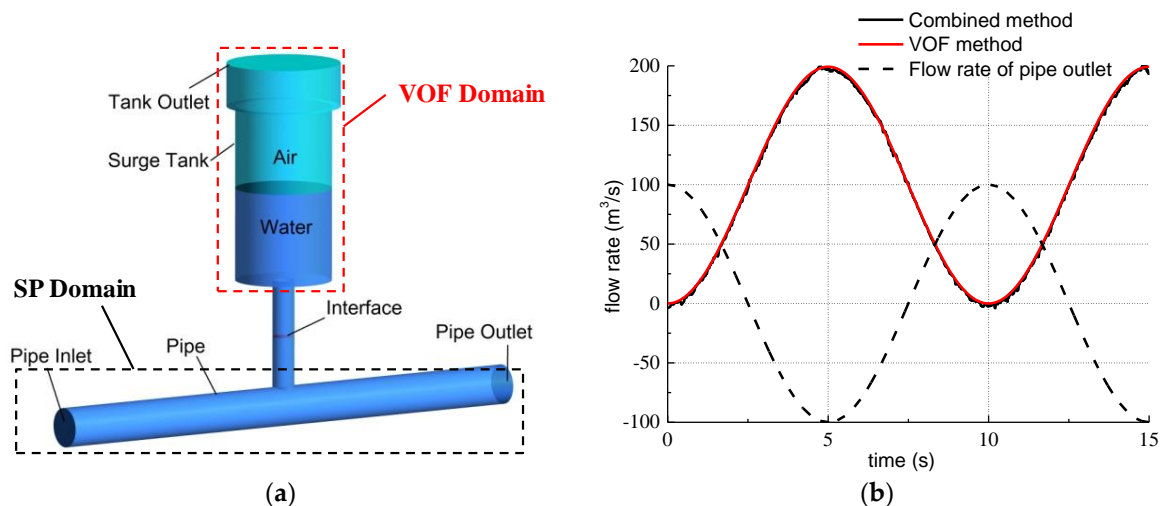 Tank Outlet
VOF Domain
Surge Tank
Air
Water
SP Domain
Interface
Pipe Inlet
Pipe
Pipe Outlet
(a)
Combined method
VOF method
Flow rate of pipe outlet
200
150
100
50
0
-50
-100
flow rate (m³/s)
0
5
10
15
time (s)
(b)